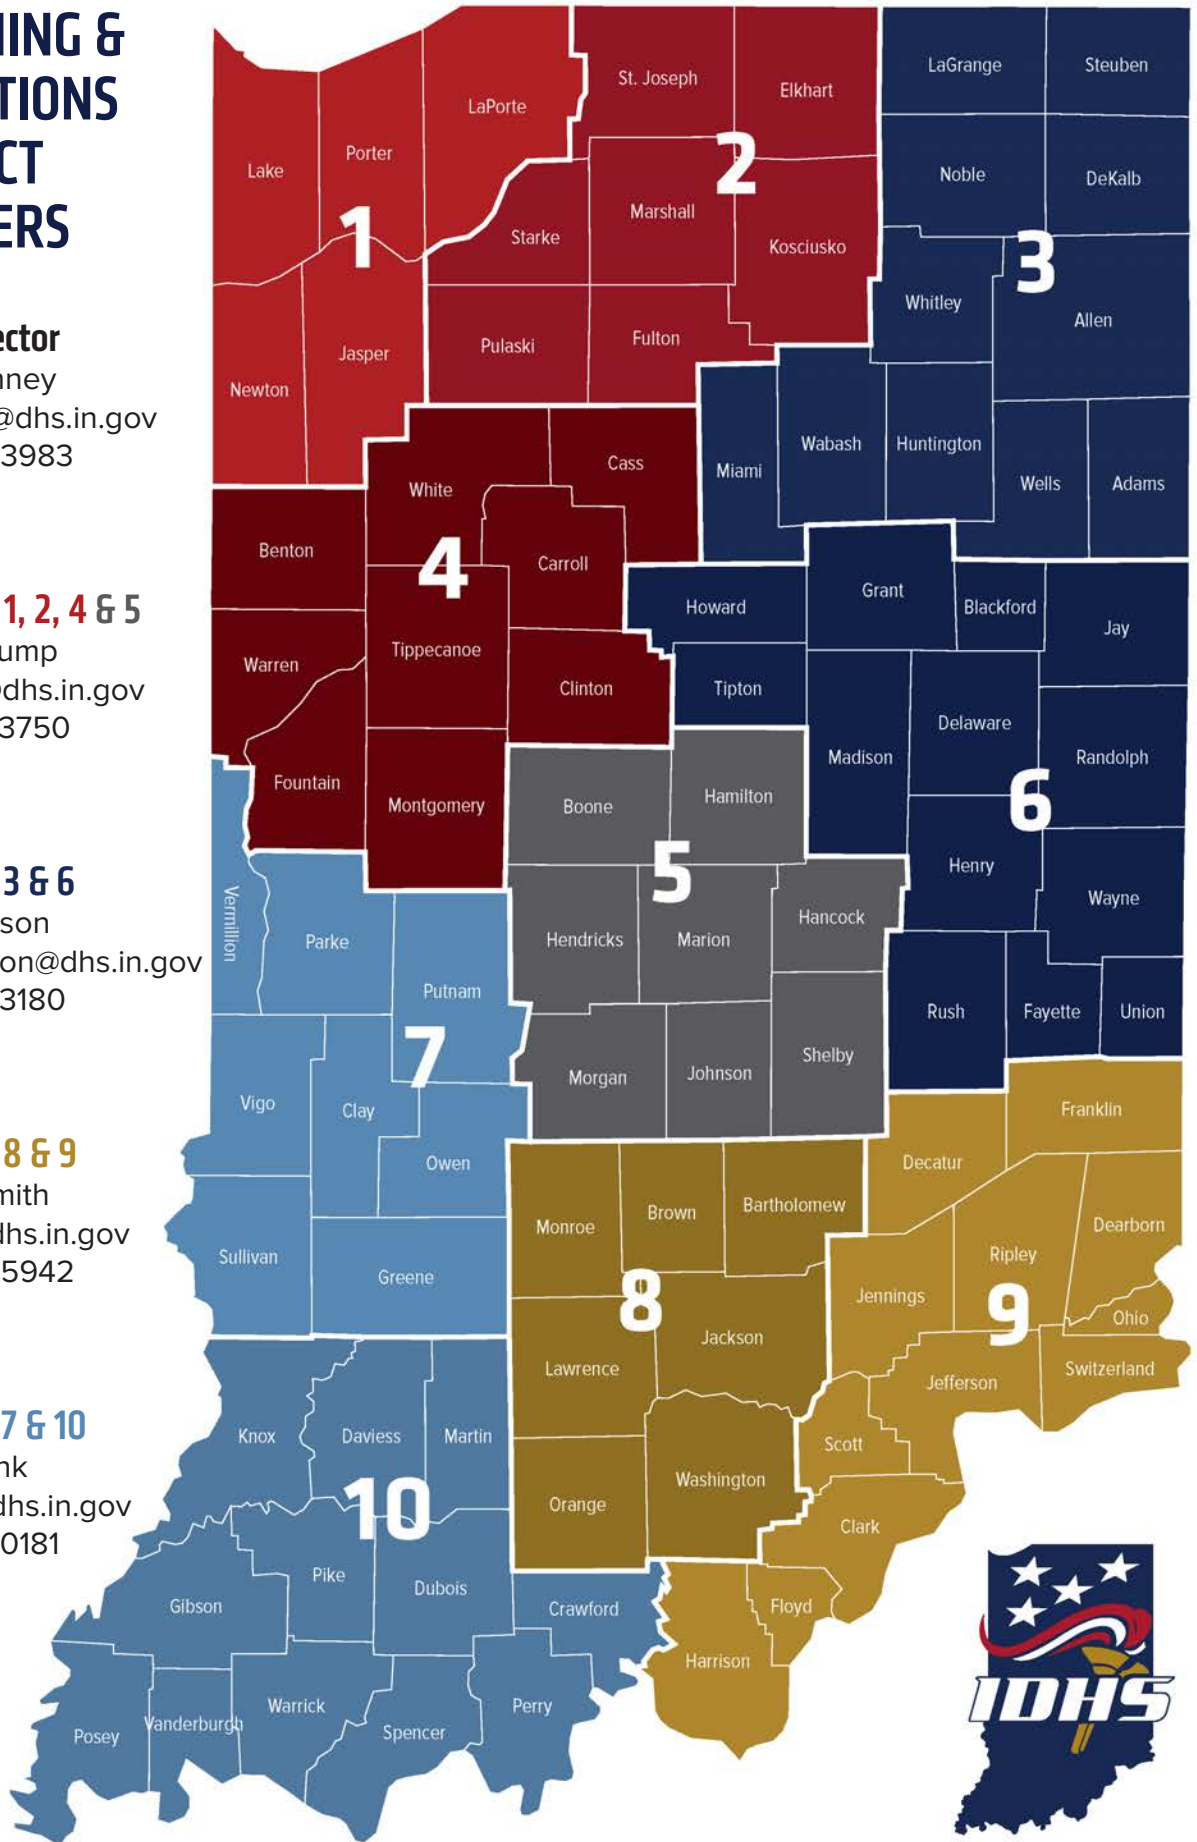 NING &
TIONS
CT
ERS
ector
nney
@dhs.in.gov
3983
1, 2, 4 & 5
ump
@dhs.in.gov
3750
3 & 6
son
on@dhs.in.gov
3180
8 & 9
mith
dhs.in.gov
5942
7 & 10
nk
dhs.in.gov
0181
Lake
Porter
LaPorte
1
Newton
Jasper
St. Joseph
Elkhart
2
Starke
Marshall
Kosciusko
Pulaski
Fulton
LaGrange
Steuben
Noble
DeKalb
3
Whitley
Allen
Miami
Wabash
Huntington
Wells
Adams
White
Cass
Benton
4
Carroll
Warren
Tippecanoe
Clinton
Fountain
Montgomery
Boone
Hamilton
5
Hendricks
Marion
Hancock
Morgan
Johnson
Shelby
Howard
Grant
Blackford
Jay
Tipton
Madison
Delaware
Randolph
6
Henry
Wayne
Rush
Fayette
Union
Vermillion
Parke
Putnam
7
Vigo
Clay
Owen
Sullivan
Greene
Monroe
Brown
Bartholomew
8
Lawrence
Jackson
Orange
Washington
Franklin
Decatur
Dearborn
Ripley
Jennings
9
Ohio
Jefferson
Switzerland
Scott
Clark
Floyd
Harrison
Knox
Daviess
Martin
10
Gibson
Pike
Dubois
Crawford
Posey
Vanderburgh
Warrick
Spencer
Perry
IDHS